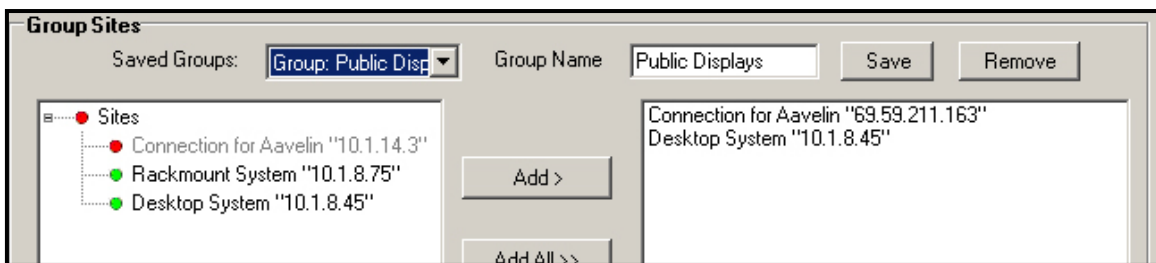 Group Sites
Saved Groups: Group: Public Disp Group Name Public Displays Save Remove
Sites
Connection for Aavelin "10.1.14.3"
Rackmount System "10.1.8.75"
Desktop System "10.1.8.45"
Add >
Add All >>
Connection for Aavelin "69.59.211.163"
Desktop System "10.1.8.45"